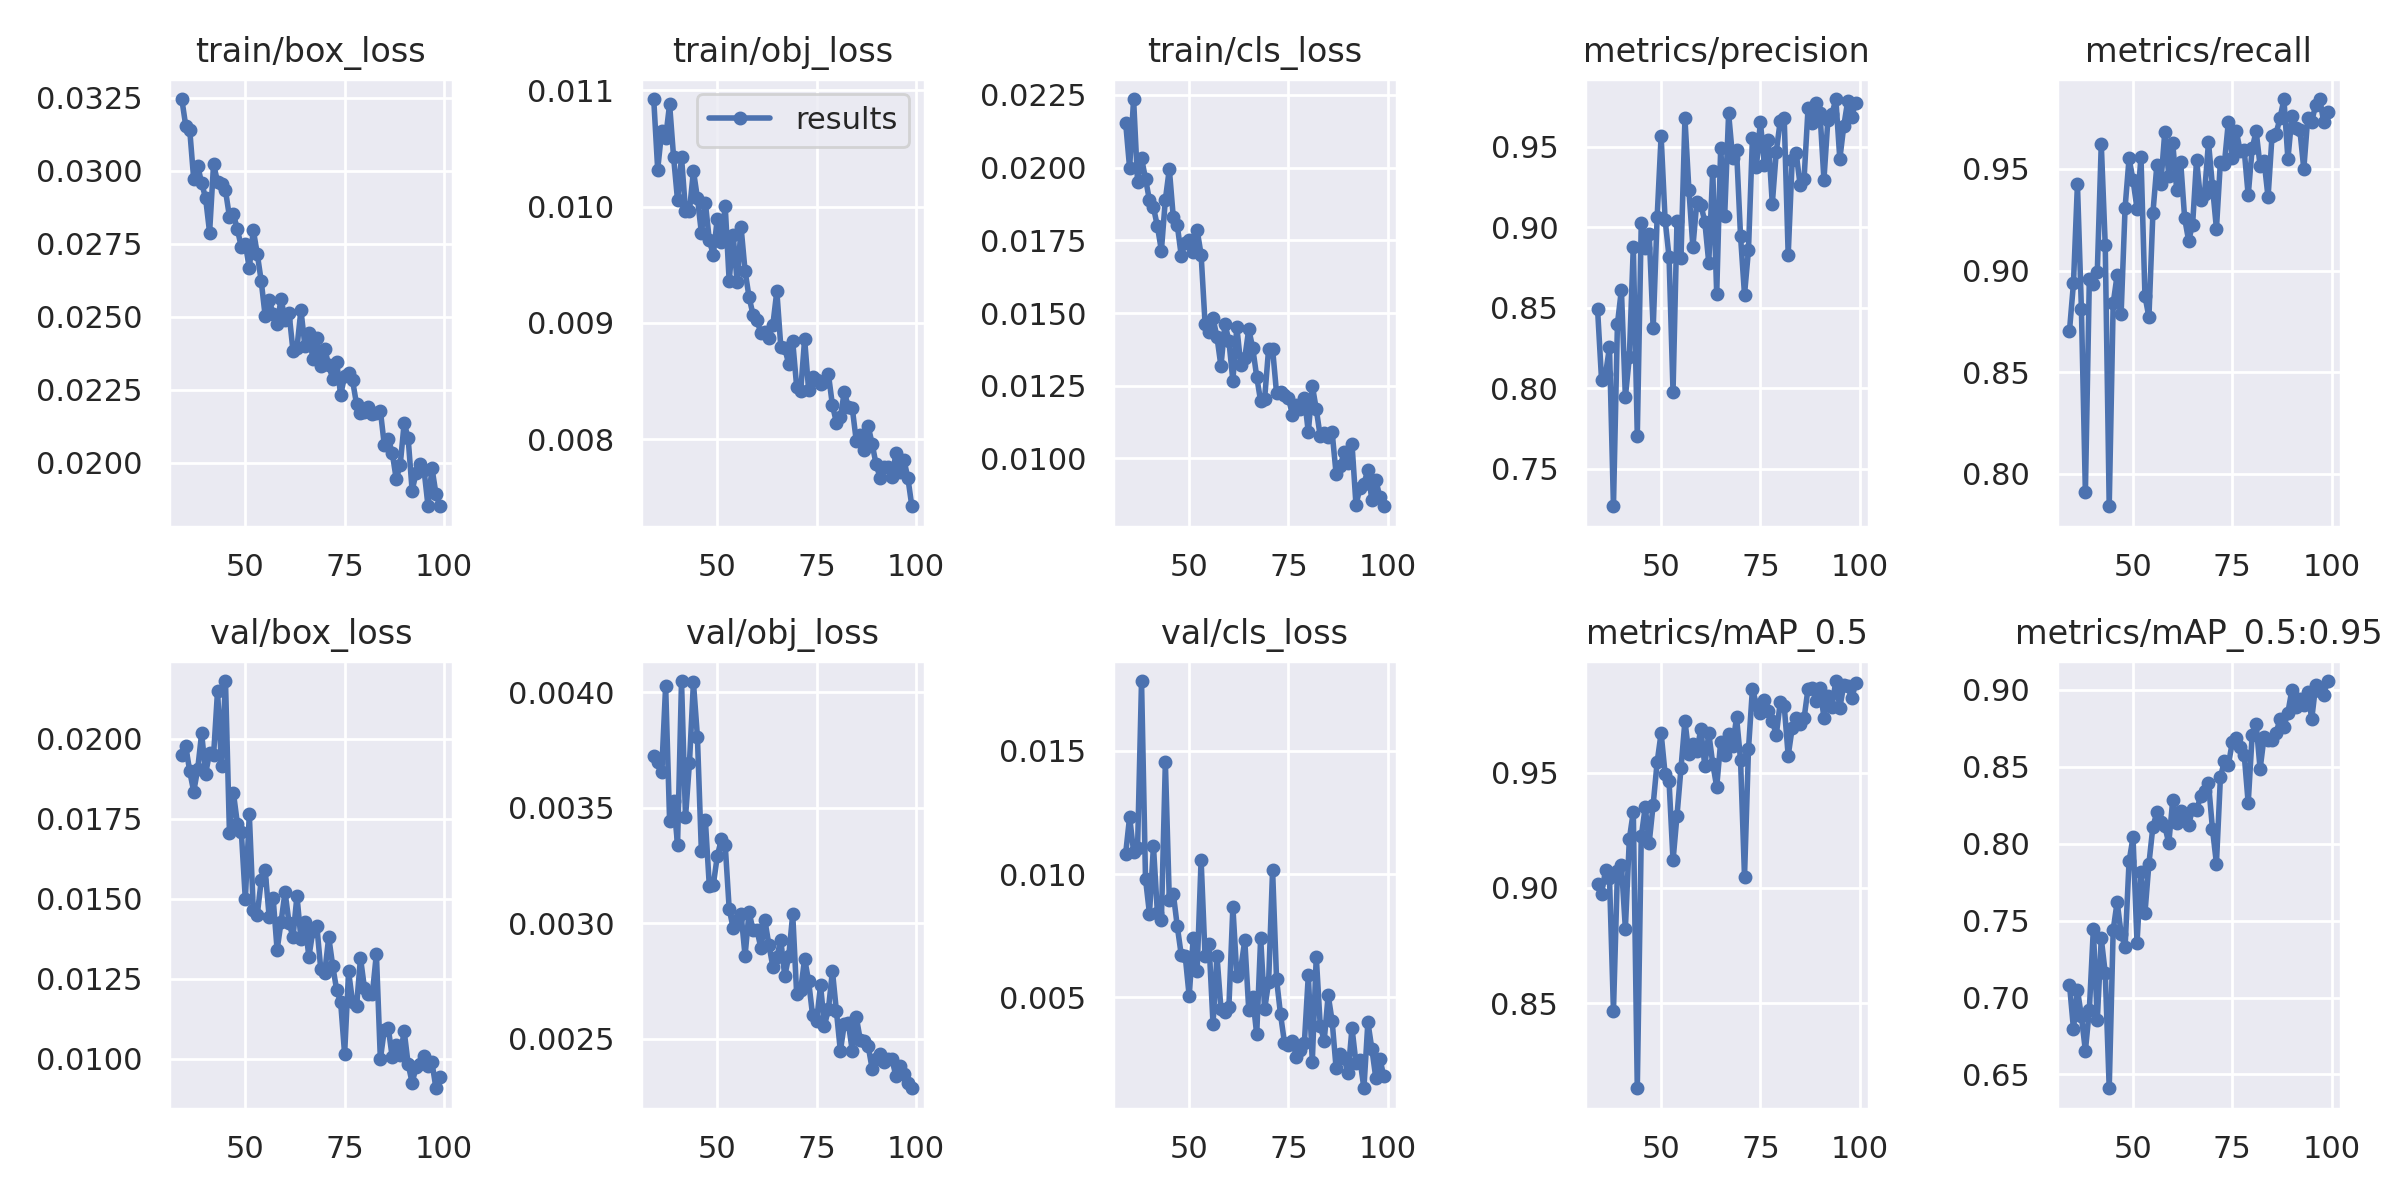 train/box_loss
0.0325
0.0300
0.0275
0.0250
0.0225
0.0200
50 75 100
train/obj_loss
results
0.011
0.010
0.009
0.008
50 75 100
train/cls_loss
0.0225
0.0200
0.0175
0.0150
0.0125
0.0100
50 75 100
metrics/precision
0.95
0.90
0.85
0.80
0.75
50 75 100
metrics/recall
0.95
0.90
0.85
0.80
50 75 100
val/box_loss
0.0200
0.0175
0.0150
0.0125
0.0100
50 75 100
val/obj_loss
0.0040
0.0035
0.0030
0.0025
50 75 100
val/cls_loss
0.015
0.010
0.005
50 75 100
metrics/mAP_0.5
0.95
0.90
0.85
50 75 100
metrics/mAP_0.5:0.95
0.90
0.85
0.80
0.75
0.70
0.65
50 75 100